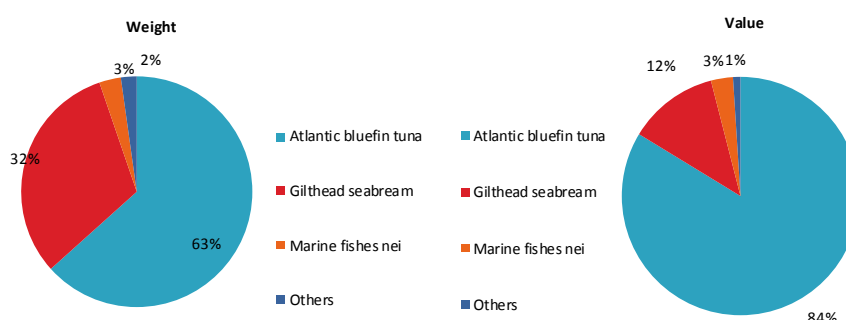 Weight
2%
3%
32%
63%
Atlantic bluefin tuna
Gilthead seabream
Marine fishes nei
Others
Value
3% 1%
12%
84%
Atlantic bluefin tuna
Gilthead seabream
Marine fishes nei
Others